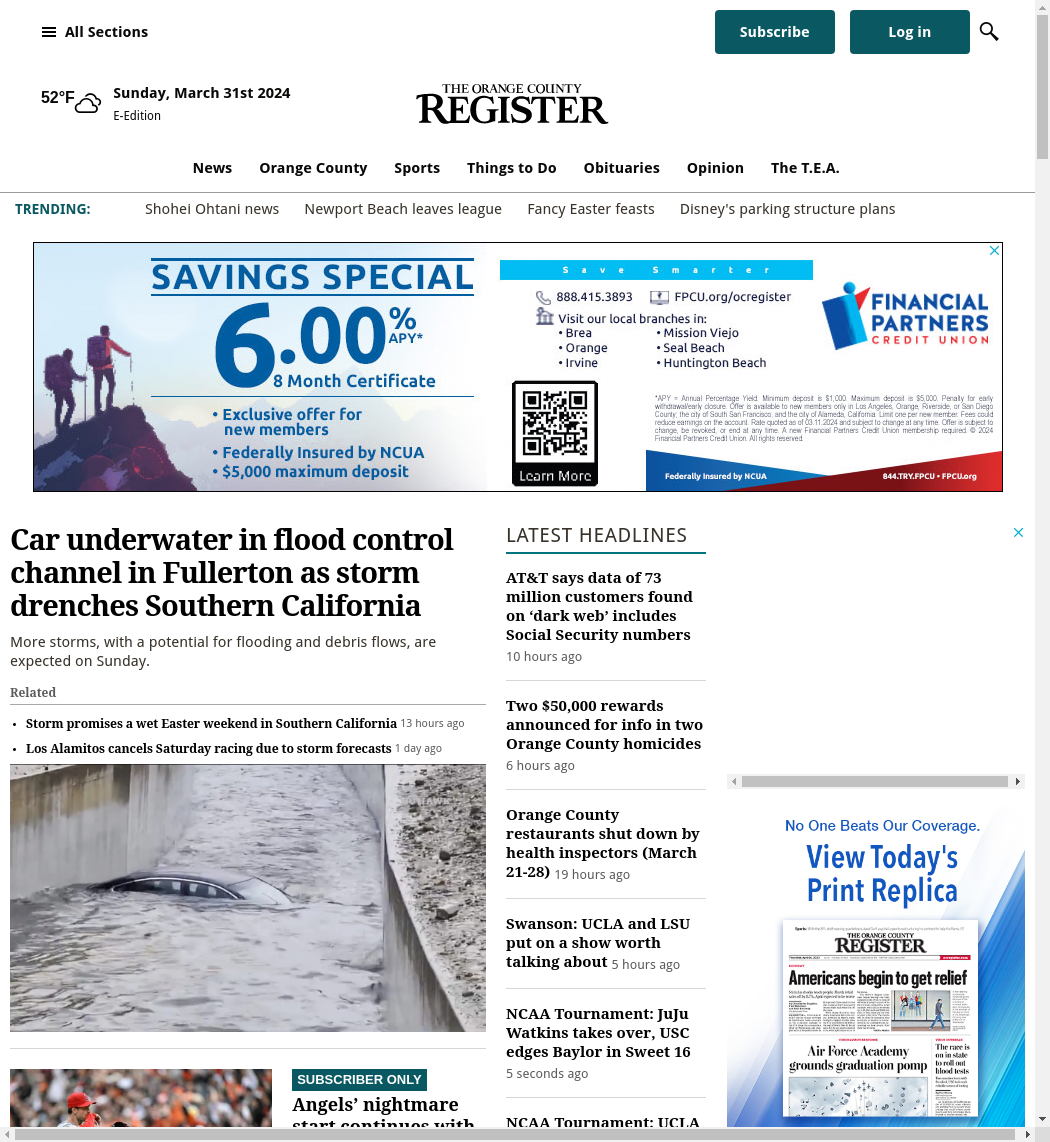 All Sections
Subscribe
Log in
52°F
Sunday, March 31st 2024
E-Edition
THE ORANGE COUNTY
REGISTER
News Orange County Sports Things to Do Obituaries Opinion The T.E.A.
TRENDING: Shohei Ohtani news Newport Beach leaves league Fancy Easter feasts Disney's parking structure plans
SAVINGS SPECIAL
6.00% APY*
8 Month Certificate
• Exclusive offer for
new members
• Federally Insured by NCUA
• $5,000 maximum deposit
Save Smarter
888.415.3893 FPCU.org/ocregister
Visit our local branches in:
• Brea • Mission Viejo
• Orange • Seal Beach
• Irvine • Huntington Beach
Learn More
FINANCIAL
PARTNERS
CREDIT UNION
*APY = Annual Percentage Yield. Minimum deposit is $1,000. Maximum deposit is $5,000. Penalty for early
withdrawal/early closure. Offer is available to new members only in Los Angeles, Orange, Riverside, or San Diego
County; the city of South San Francisco, and the city of Alameda, California. Limit one per new member. Fees could
reduce earnings on the account. Rate quoted as of 03.11.2024 and subject to change at any time. Offer is subject to
change, be revoked, or end at any time. A new Financial Partners Credit Union membership required. © 2024
Financial Partners Credit Union. All rights reserved.
Federally Insured by NCUA
844.TRY.FPCU • FPCU.org
Car underwater in flood control
channel in Fullerton as storm
drenches Southern California
More storms, with a potential for flooding and debris flows, are
expected on Sunday.
Related
• Storm promises a wet Easter weekend in Southern California 13 hours ago
• Los Alamitos cancels Saturday racing due to storm forecasts 1 day ago
SUBSCRIBER ONLY
Angels’ nightmare
start continues with
LATEST HEADLINES
AT&T says data of 73
million customers found
on ‘dark web’ includes
Social Security numbers
10 hours ago
Two $50,000 rewards
announced for info in two
Orange County homicides
6 hours ago
Orange County
restaurants shut down by
health inspectors (March
21-28) 19 hours ago
Swanson: UCLA and LSU
put on a show worth
talking about 5 hours ago
NCAA Tournament: JuJu
Watkins takes over, USC
edges Baylor in Sweet 16
5 seconds ago
NCAA Tournament: UCLA
No One Beats Our Coverage.
View Today's
Print Replica
THE ORANGE COUNTY
REGISTER
Americans begin to get relief
Air Force Academy
grounds graduation pomp
The race is
on in state
to roll out
blood tests